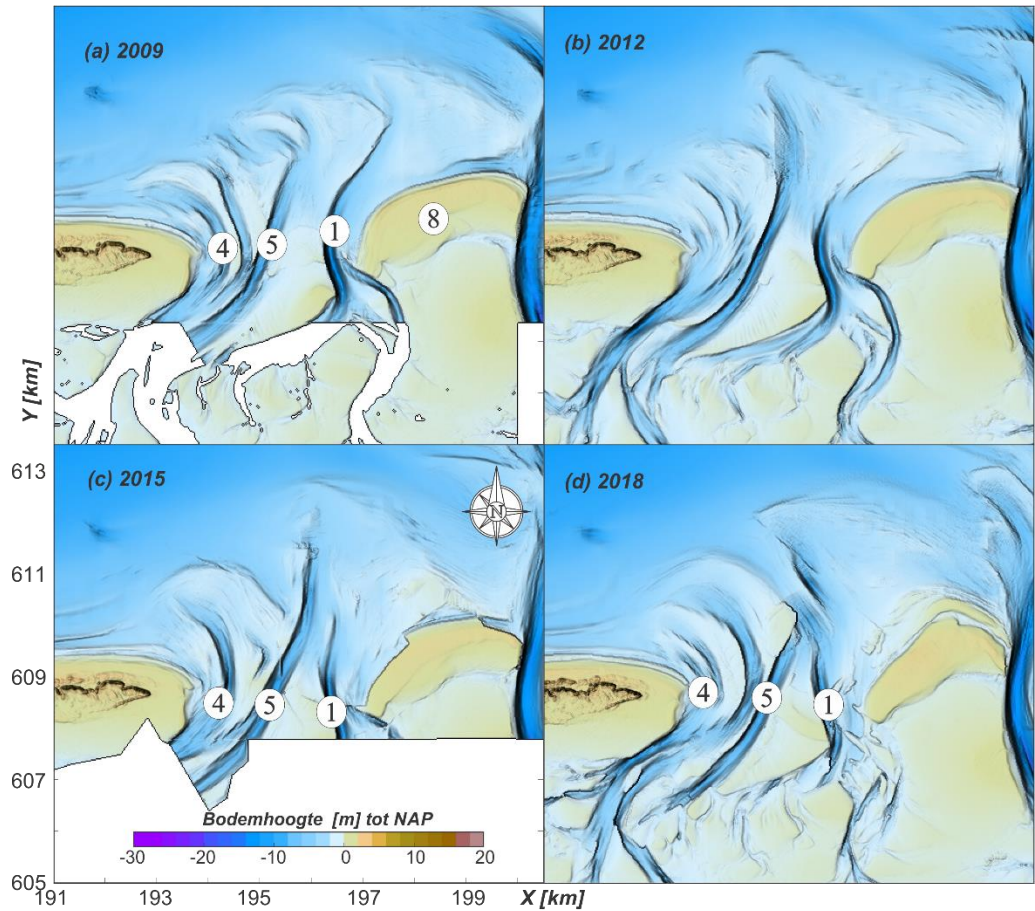 (a) 2009
(b) 2012
4
5
1
8
Y [km]
(c) 2015
N
(d) 2018
613
611
609
607
605
4
5
1
4
5
1
Bodemhoogte [m] tot NAP
-30 -20 -10 0 10 20
191 193 195 197 199 X [km]